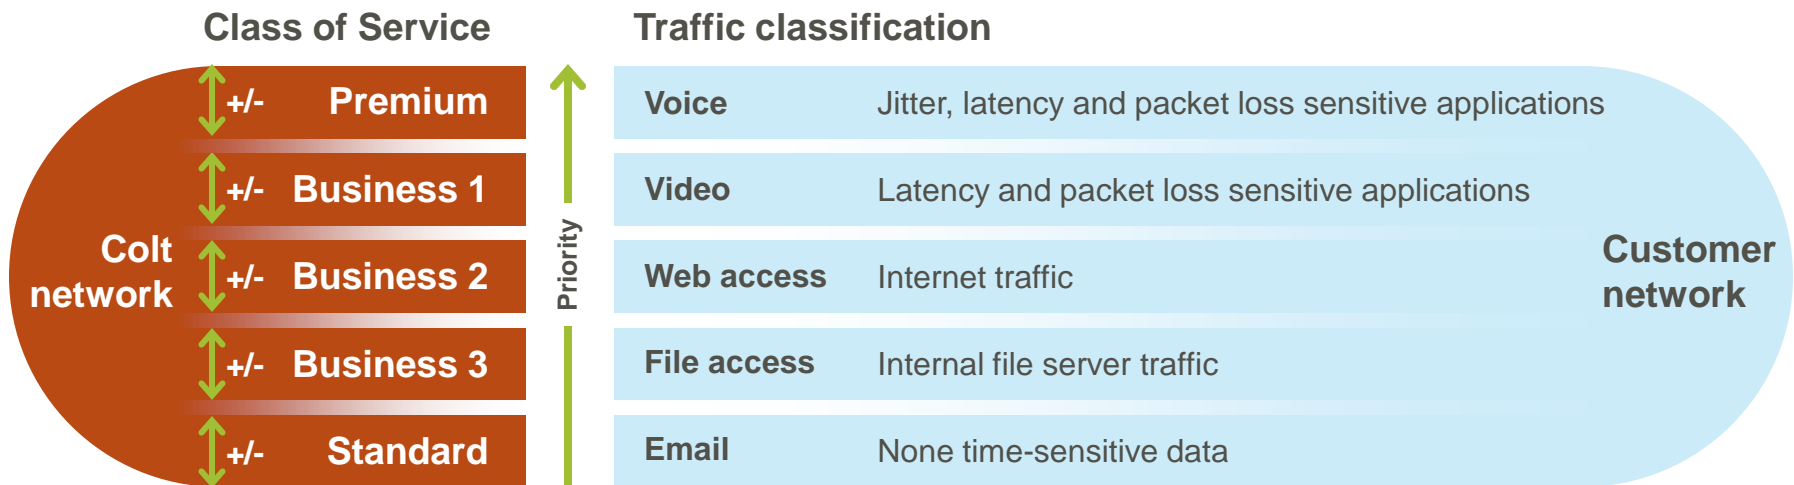 Class of Service
Traffic classification
+/- Premium
Voice Jitter, latency and packet loss sensitive applications
+/- Business 1
Video Latency and packet loss sensitive applications
Colt
network
+/- Business 2
Priority
Web access Internet traffic
Customer
network
+/- Business 3
File access Internal file server traffic
+/- Standard
Email None time-sensitive data